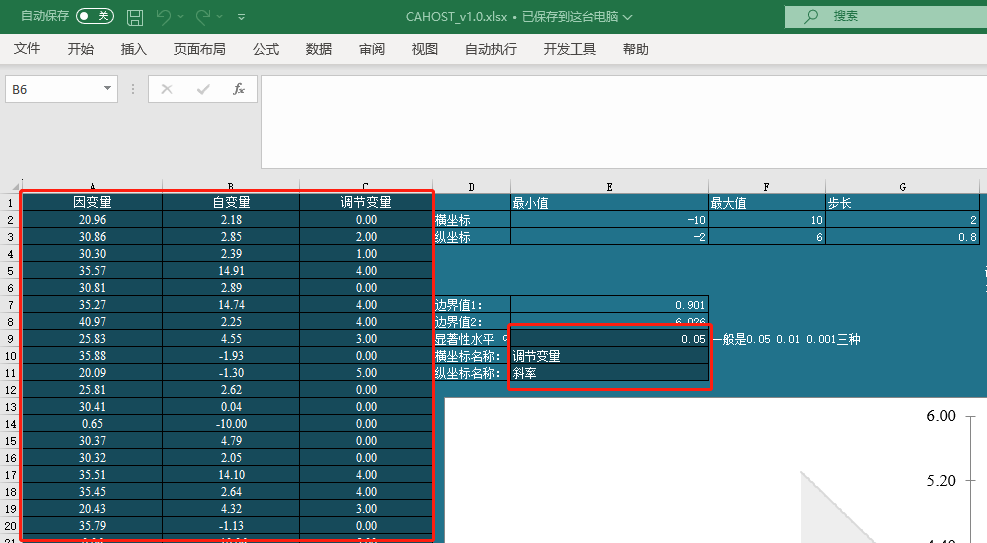 自动保存 关 CAHOST_v1.0.xlsx • 已保存到这台电脑 搜索
文件 开始 插入 页面布局 公式 数据 审阅 视图 自动执行 开发工具 帮助
B6 fx
A B C D E F G
1 因变量 自变量 调节变量 最小值 最大值 步长
2 20.96 2.18 0.00 横坐标 -10 10 2
3 30.86 2.85 2.00 纵坐标 -2 6 0.8
4 30.30 2.39 1.00
5 35.57 14.91 4.00
6 30.81 2.89 0.00
7 35.27 14.74 4.00 边界值1: 0.901
8 40.97 2.25 4.00 边界值2: 6.026
9 25.83 4.55 3.00 显著性水平 0.05 一般是0.05 0.01 0.001三种
10 35.88 -1.93 0.00 横坐标名称: 调节变量
11 20.09 -1.30 5.00 纵坐标名称: 斜率
12 25.81 2.62 0.00
13 30.41 0.04 0.00
14 0.65 -10.00 0.00
15 30.37 4.79 0.00
16 30.32 2.05 0.00
17 35.51 14.10 4.00
18 35.45 2.64 4.00
19 20.43 4.32 3.00
20 35.79 -1.13 0.00
6.00
5.20